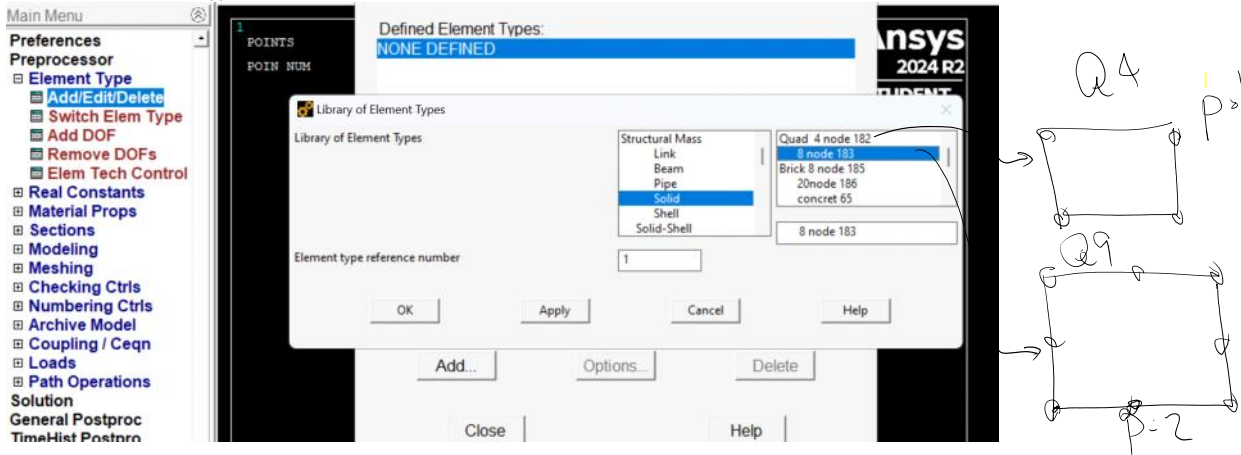 Main Menu
Preferences
Preprocessor
Element Type
Add/Edit/Delete
Switch Elem Type
Add DOF
Remove DOFs
Elem Tech Control
Real Constants
Material Props
Sections
Modeling
Meshing
Checking Ctrls
Numbering Ctrls
Archive Model
Coupling / Ceqn
Loads
Path Operations
Solution
General Postproc
TimeHist Postpro
1
POINTS
POIN NUM
Defined Element Types:
NONE DEFINED
Ansys
2024 R2
STUDENT
Library of Element Types
Library of Element Types
Structural Mass
Link
Beam
Pipe
Solid
Shell
Solid-Shell
Quad 4 node 182
8 node 183
Brick 8 node 185
20node 186
concret 65
8 node 183
Element type reference number
1
OK
Apply
Cancel
Help
Add...
Options...
Delete
Close
Help
Q4
Q9
p=2